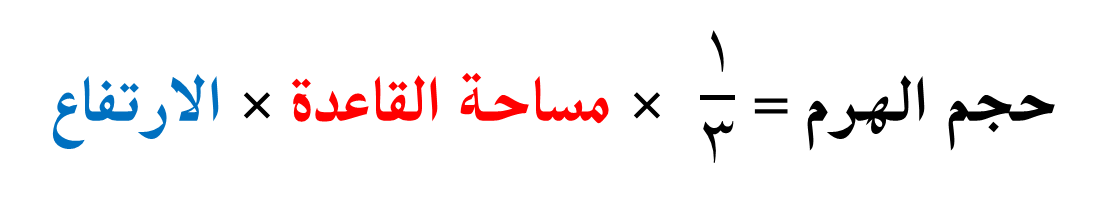 حجم الهرم = ١/٣ × مساحة القاعدة × الارتفاع